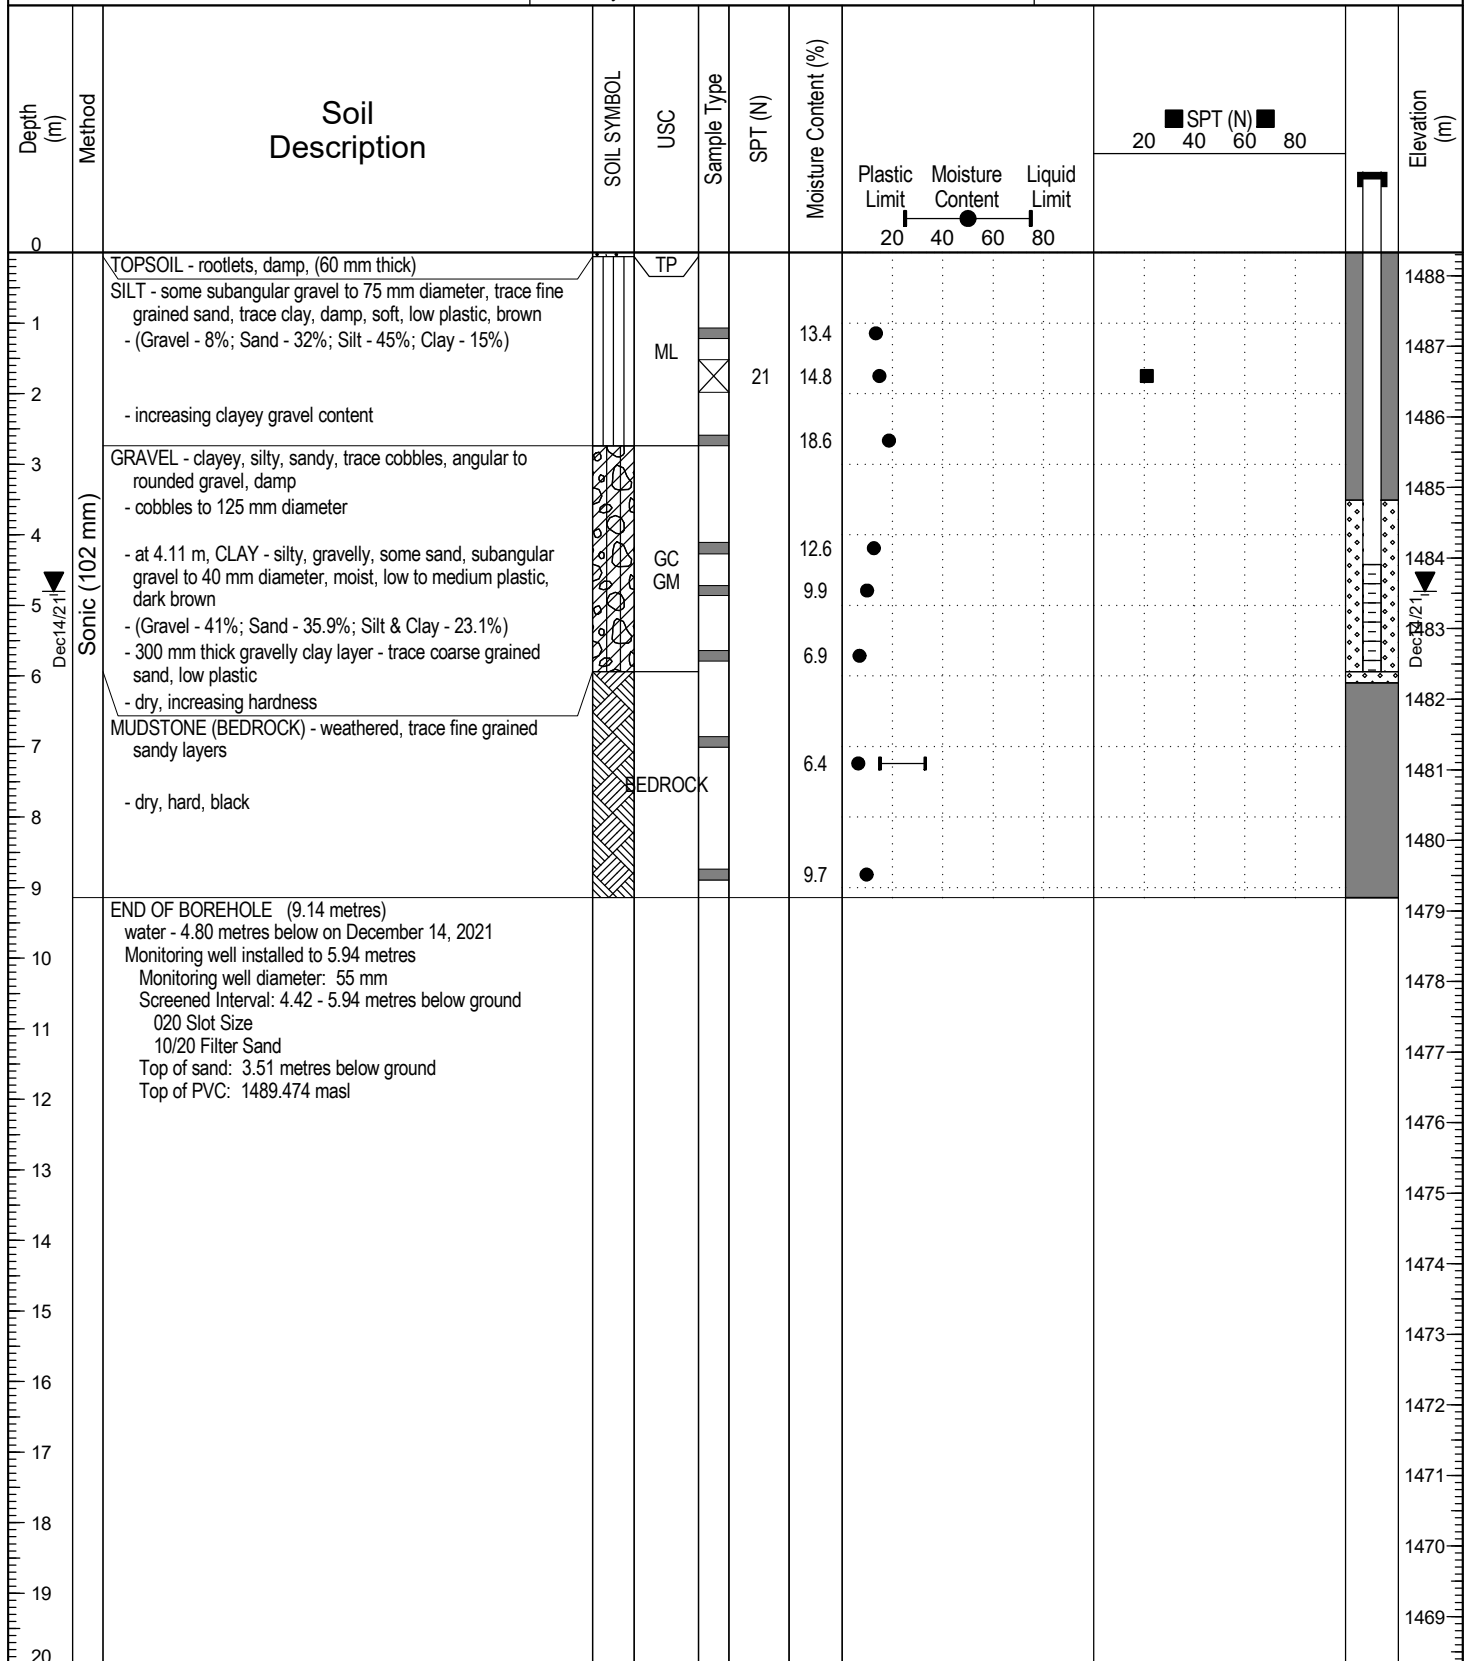 Depth
(m)
Method
Soil
Description
SOIL SYMBOL
USC
Sample Type
SPT (N)
Moisture Content (%)
Plastic Limit
Moisture Content
Liquid Limit
20 40 60 80
SPT (N)
20 40 60 80
Elevation
(m)
0
TOPSOIL - rootlets, damp, (60 mm thick)
TP
SILT - some subangular gravel to 75 mm diameter, trace fine
grained sand, trace clay, damp, soft, low plastic, brown
- (Gravel - 8%; Sand - 32%; Silt - 45%; Clay - 15%)
ML
- increasing clayey gravel content
GRAVEL - clayey, silty, sandy, trace cobbles, angular to
rounded gravel, damp
- cobbles to 125 mm diameter
- at 4.11 m, CLAY - silty, gravelly, some sand, subangular
gravel to 40 mm diameter, moist, low to medium plastic,
dark brown
- (Gravel - 41%; Sand - 35.9%; Silt & Clay - 23.1%)
- 300 mm thick gravelly clay layer - trace coarse grained
sand, low plastic
- dry, increasing hardness
GC
GM
MUDSTONE (BEDROCK) - weathered, trace fine grained
sandy layers
- dry, hard, black
BEDROCK
END OF BOREHOLE (9.14 metres)
water - 4.80 metres below on December 14, 2021
Monitoring well installed to 5.94 metres
Monitoring well diameter: 55 mm
Screened Interval: 4.42 - 5.94 metres below ground
020 Slot Size
10/20 Filter Sand
Top of sand: 3.51 metres below ground
Top of PVC: 1489.474 masl
Sonic (102 mm)
Dec14/21
21
13.4
14.8
18.6
12.6
9.9
6.9
6.4
9.7
1
2
3
4
5
6
7
8
9
10
11
12
13
14
15
16
17
18
19
20
Dec14/21
1488
1487
1486
1485
1484
1483
1482
1481
1480
1479
1478
1477
1476
1475
1474
1473
1472
1471
1470
1469